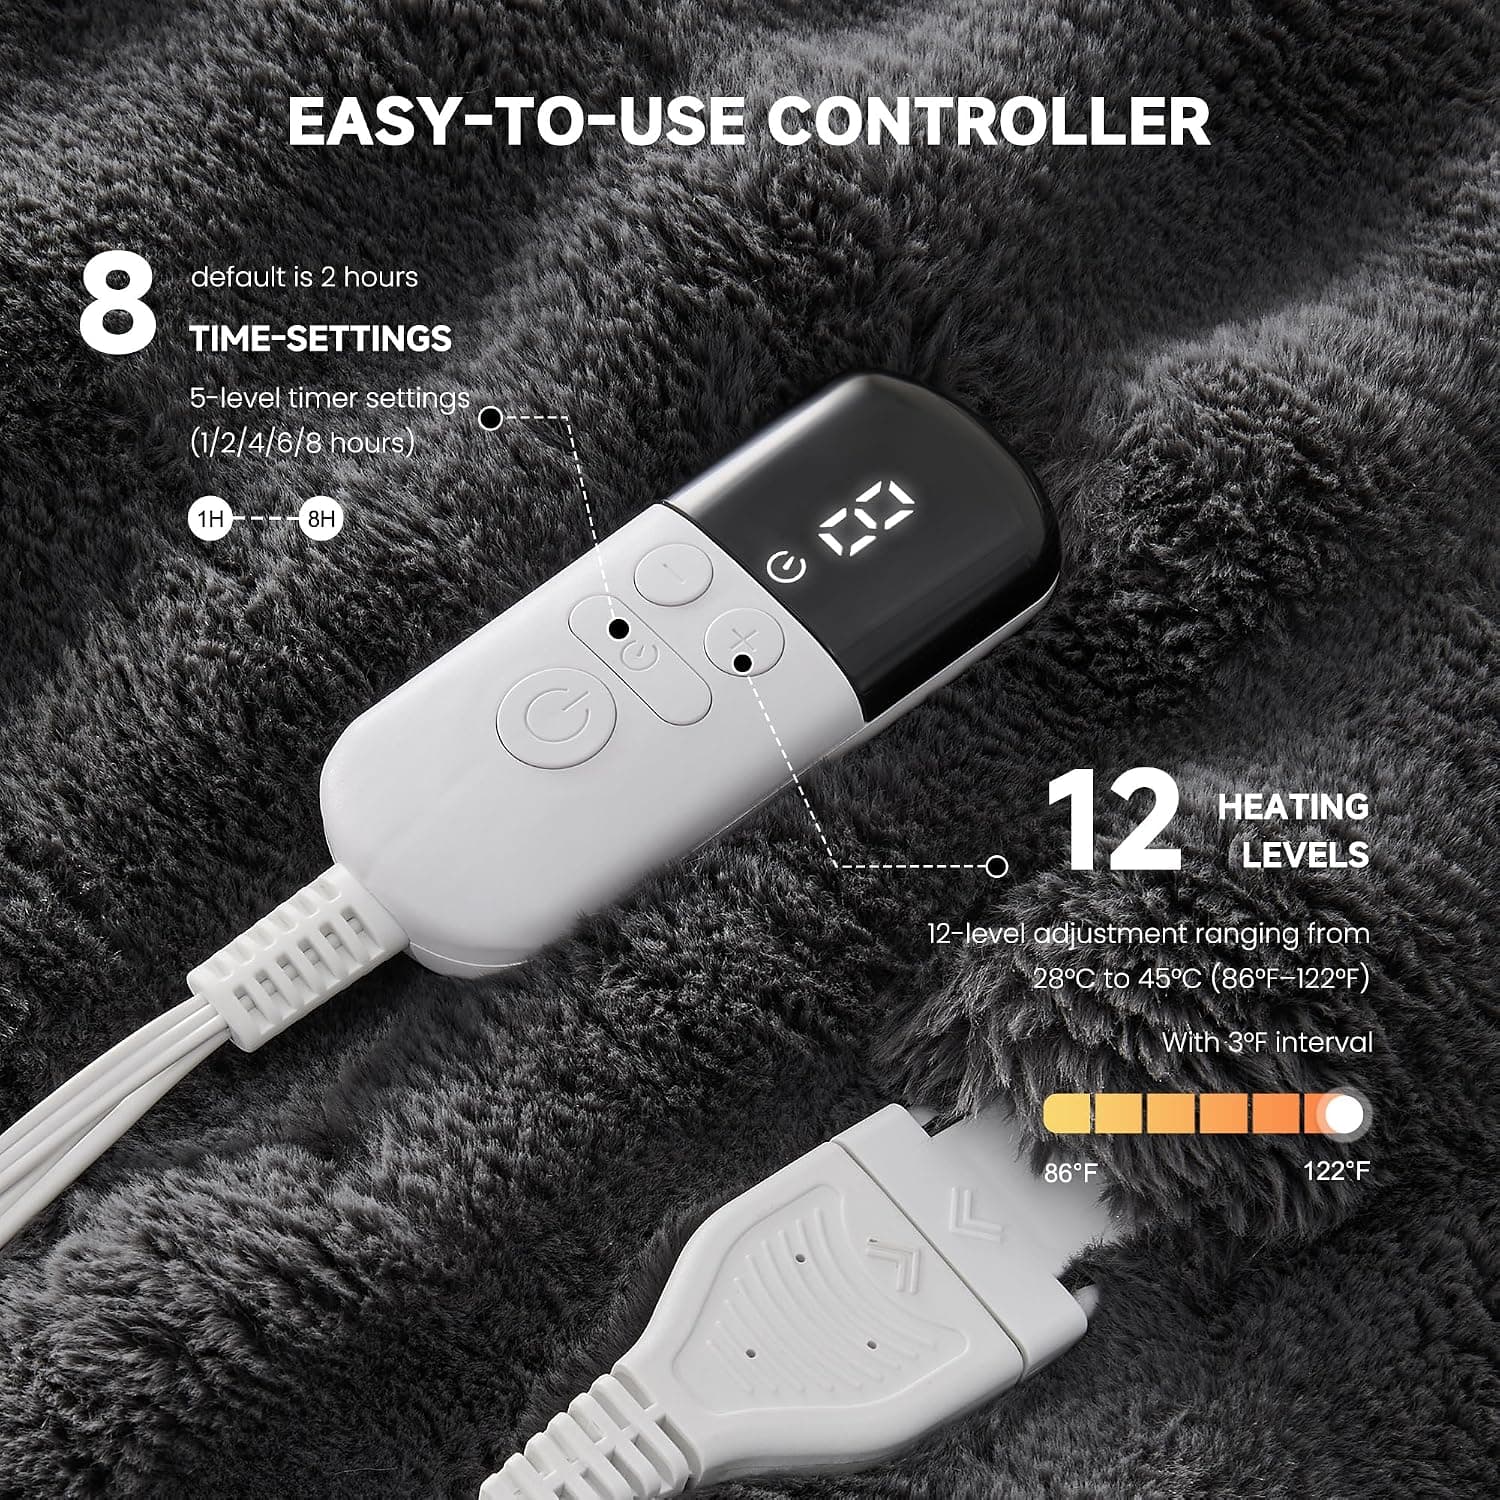 EASY-TO-USE CONTROLLER
8
default is 2 hours
TIME-SETTINGS
5-level timer settings
(1/2/4/6/8 hours)
1H
8H
00
12
HEATING
LEVELS
12-level adjustment ranging from
28°C to 45°C (86°F–122°F)
With 3°F interval
86°F
122°F